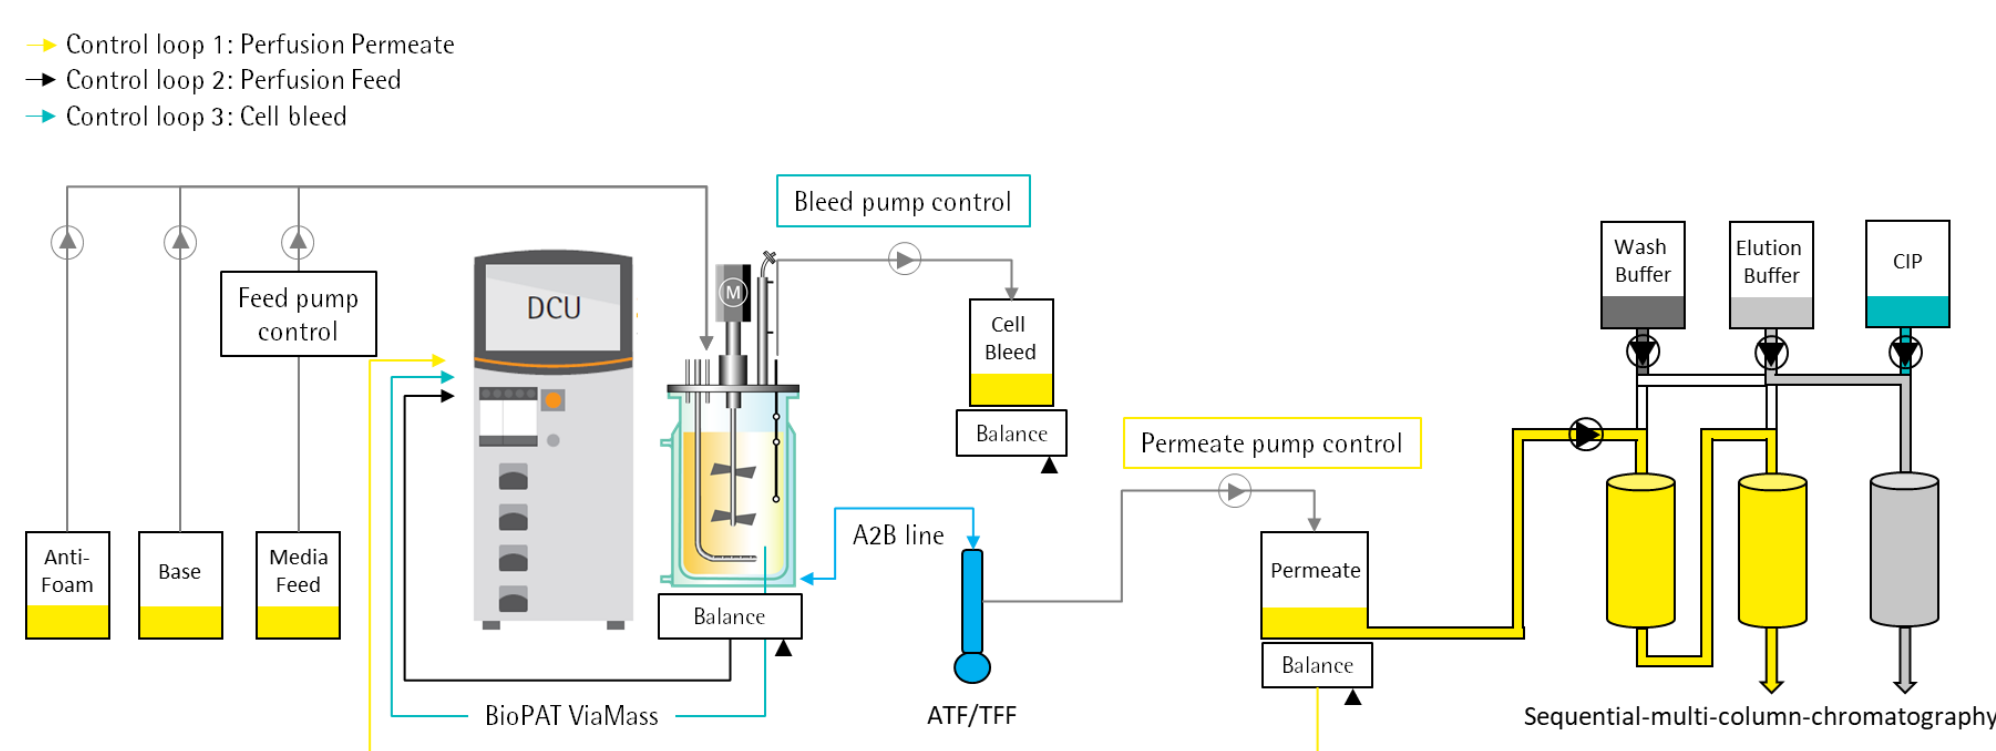 Control loop 1: Perfusion Permeate
Control loop 2: Perfusion Feed
Control loop 3: Cell bleed
Bleed pump control
Feed pump
control
DCU
M
Cell
Bleed
Balance
Wash
Buffer
Elution
Buffer
CIP
Permeate pump control
Anti-
Foam
Base
Media
Feed
A2B line
Permeate
Balance
Balance
BioPAT ViaMass
ATF/TFF
Sequential-multi-column-chromatography